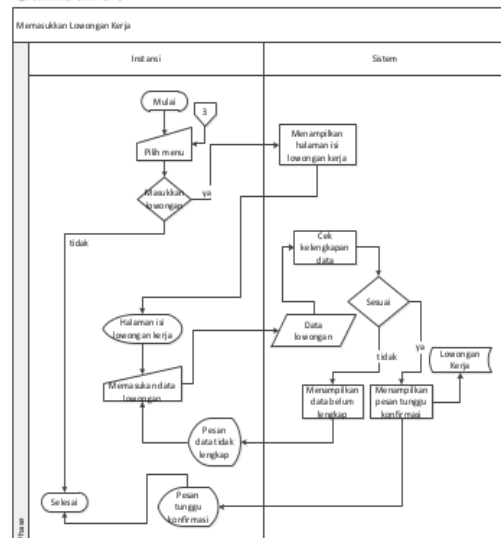 Memasukkan Lowongan Kerja
Instansi
Sistem
Mulai
3
Pilih menu
Menampilkan
halaman isi
lowongan kerja
Masukkan
lowongan
ya
tidak
Cek
kelengkapan
data
Sesuai
Halaman isi
lowongan kerja
Data
lowongan
ya
tidak
Lowongan
Kerja
Memasukan data
lowongan
Menampilkan
data belum
lengkap
Menampilkan
pesan tunggu
konfirmasi
Pesan
data tidak
lengkap
Selesai
Pesan
tunggu
konfirmasi
Phase